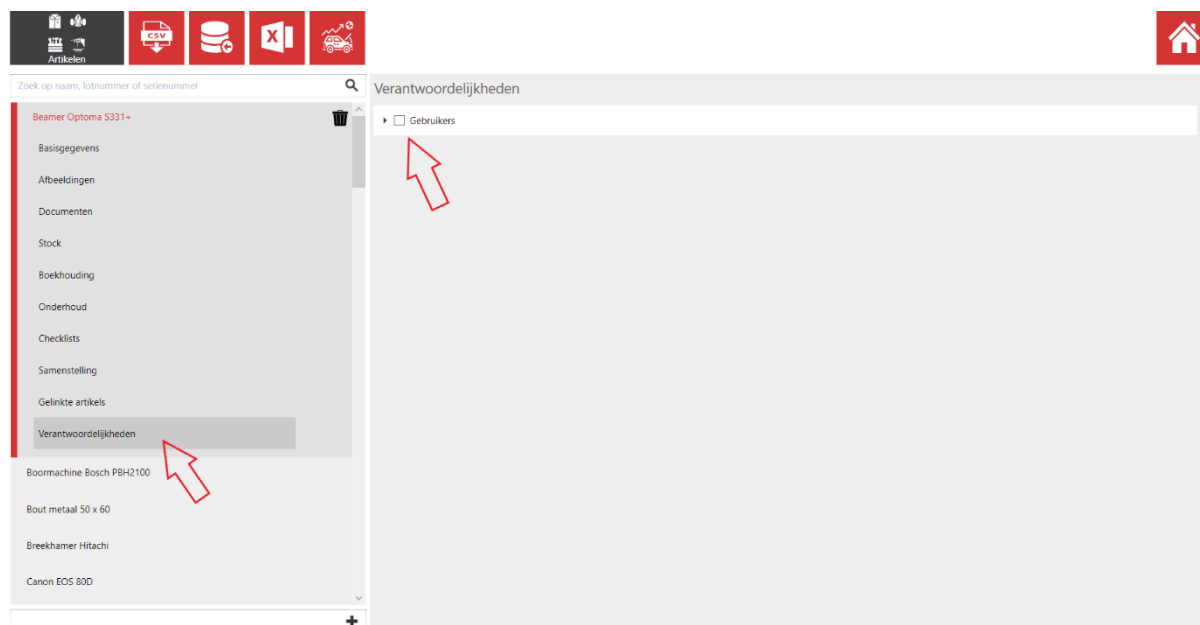 CSV
X
Artikelen
Zoek op naam, lotnummer of serienummer
Verantwoordelijkheden
Beamer Optoma S331+
Gebruikers
Basisgegevens
Afbeeldingen
Documenten
Stock
Boekhouding
Onderhoud
Checklists
Samenstelling
Gelinkte artikels
Verantwoordelijkheden
Boormachine Bosch PBH2100
Bout metaal 50 x 60
Breekhamer Hitachi
Canon EOS 80D